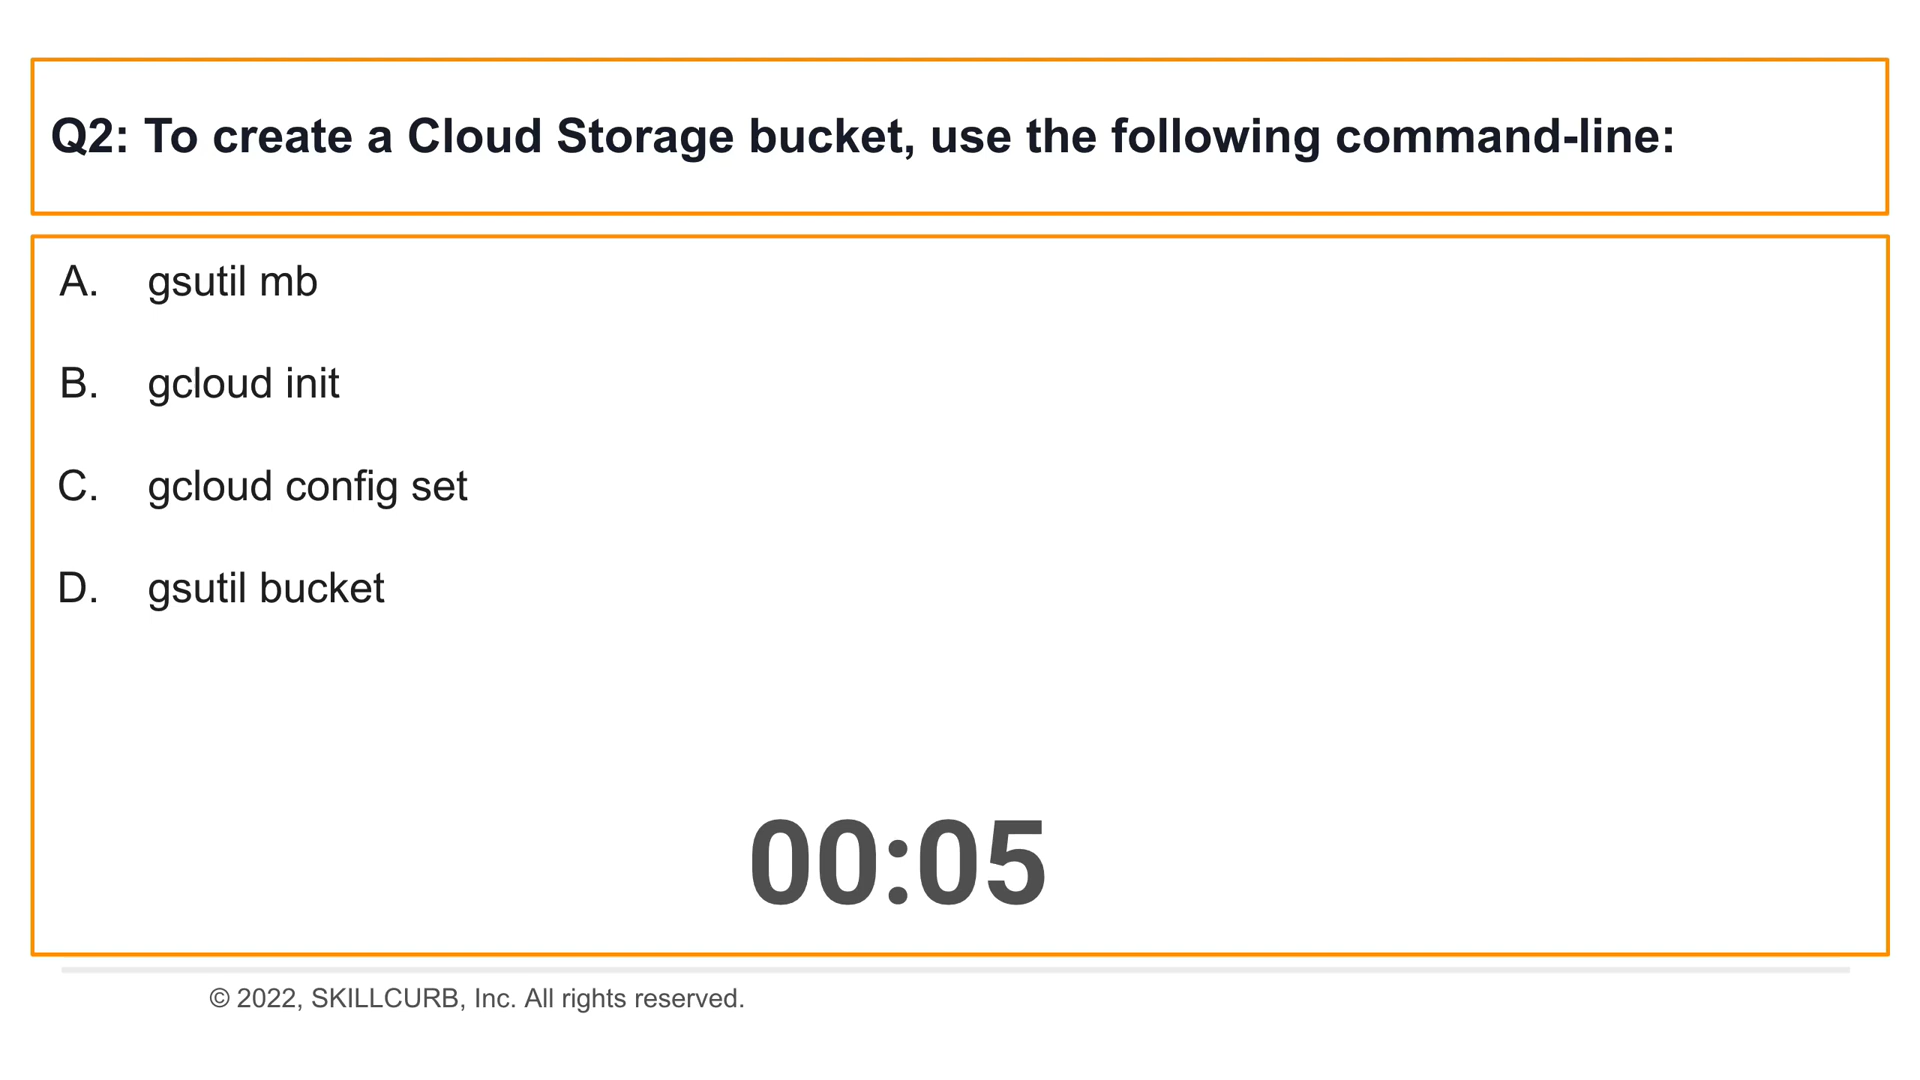 Q2: To create a Cloud Storage bucket, use the following command-line:
A. gsutil mb
B. gcloud init
C. gcloud config set
D. gsutil bucket
00:05
© 2022, SKILLCURB, Inc. All rights reserved.